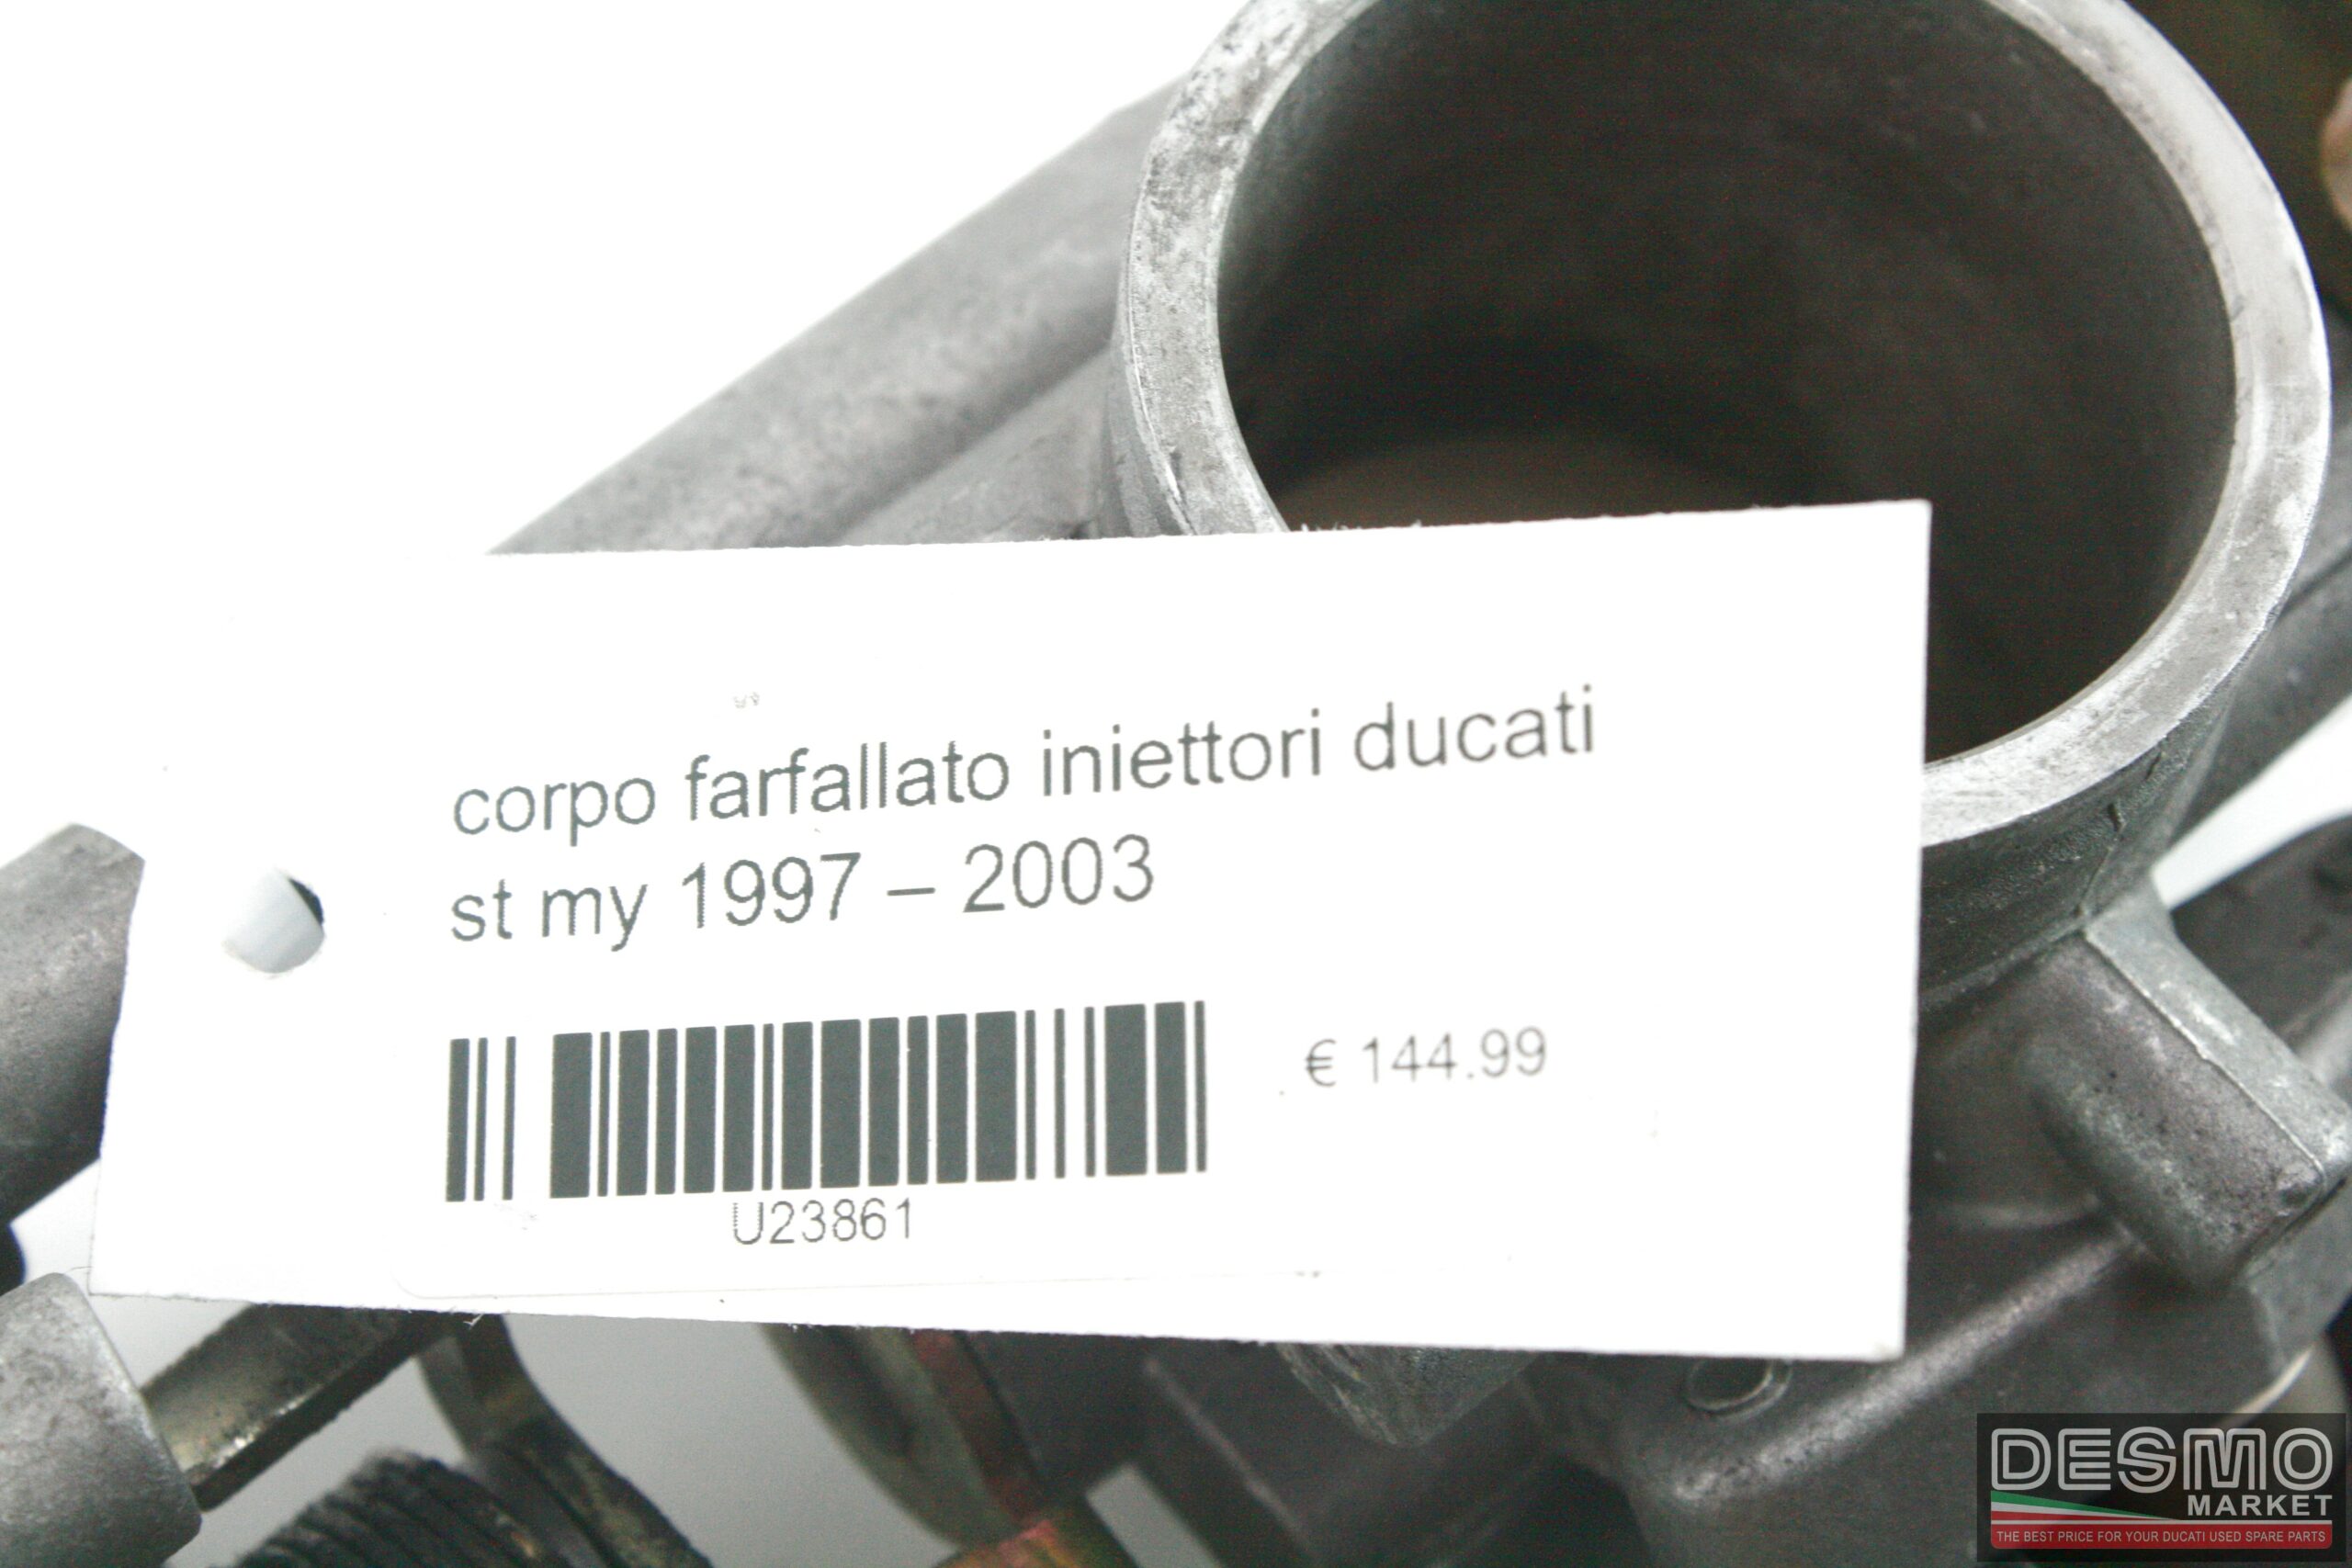 corpo farfallato iniettori ducati
st my 1997 – 2003
€ 144.99
U23861
DESMO
MARKET
THE BEST PRICE FOR YOUR DUCATI USED SPARE PARTS